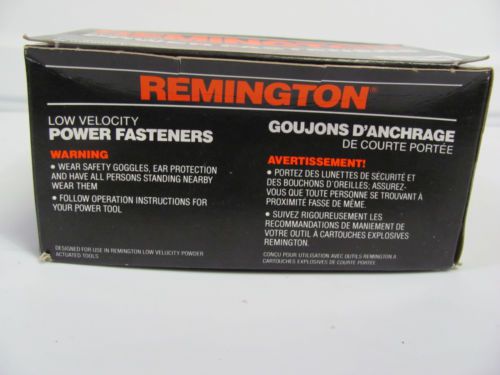 REMINGTON
REMINGTON®
LOW VELOCITY
POWER FASTENERS
WARNING
• WEAR SAFETY GOGGLES, EAR PROTECTION
AND HAVE ALL PERSONS STANDING NEARBY
WEAR THEM
• FOLLOW OPERATION INSTRUCTIONS FOR
YOUR POWER TOOL
DESIGNED FOR USE IN REMINGTON LOW VELOCITY POWDER
ACTUATED TOOLS
GOUJONS D'ANCHRAGE
DE COURTE PORTÉE
AVERTISSEMENT!
• PORTEZ DES LUNETTES DE SÉCURITÉ ET
DES BOUCHONS D'OREILLES; ASSUREZ-
VOUS QUE TOUTE PERSONNE SE TROUVANT À
PROXIMITÉ FASSE DE MÊME.
• SUIVEZ RIGOUREUSEMENT LES
RECOMMANDATIONS DE MANIEMENT DE
VOTRE OUTIL À CARTOUCHES EXPLOSIVES
REMINGTON.
CONÇU POUR UTILISATION AVEC OUTILS REMINGTON A
CARTOUCHES EXPLOSIVES DE COURTE PORTÉE